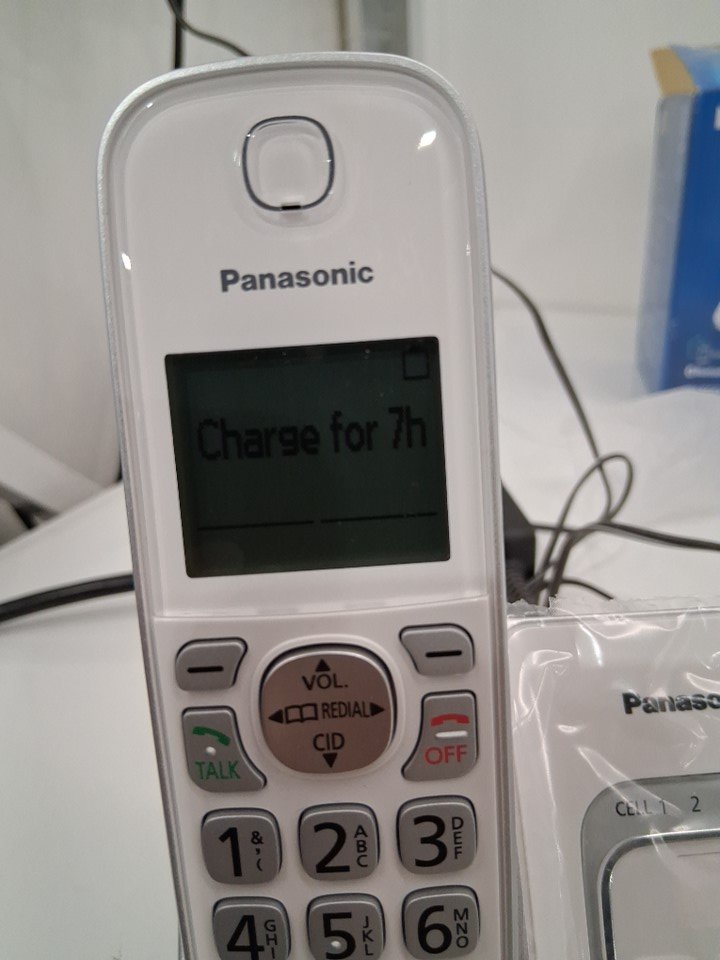 Panasonic
Charge for 7h
VOL.
REDIAL
CID
TALK
OFF
1 & ' (
2 ABC
3 DEF
4 GHI
5 JKL
6 MNO
Panaso
CELL 1 2